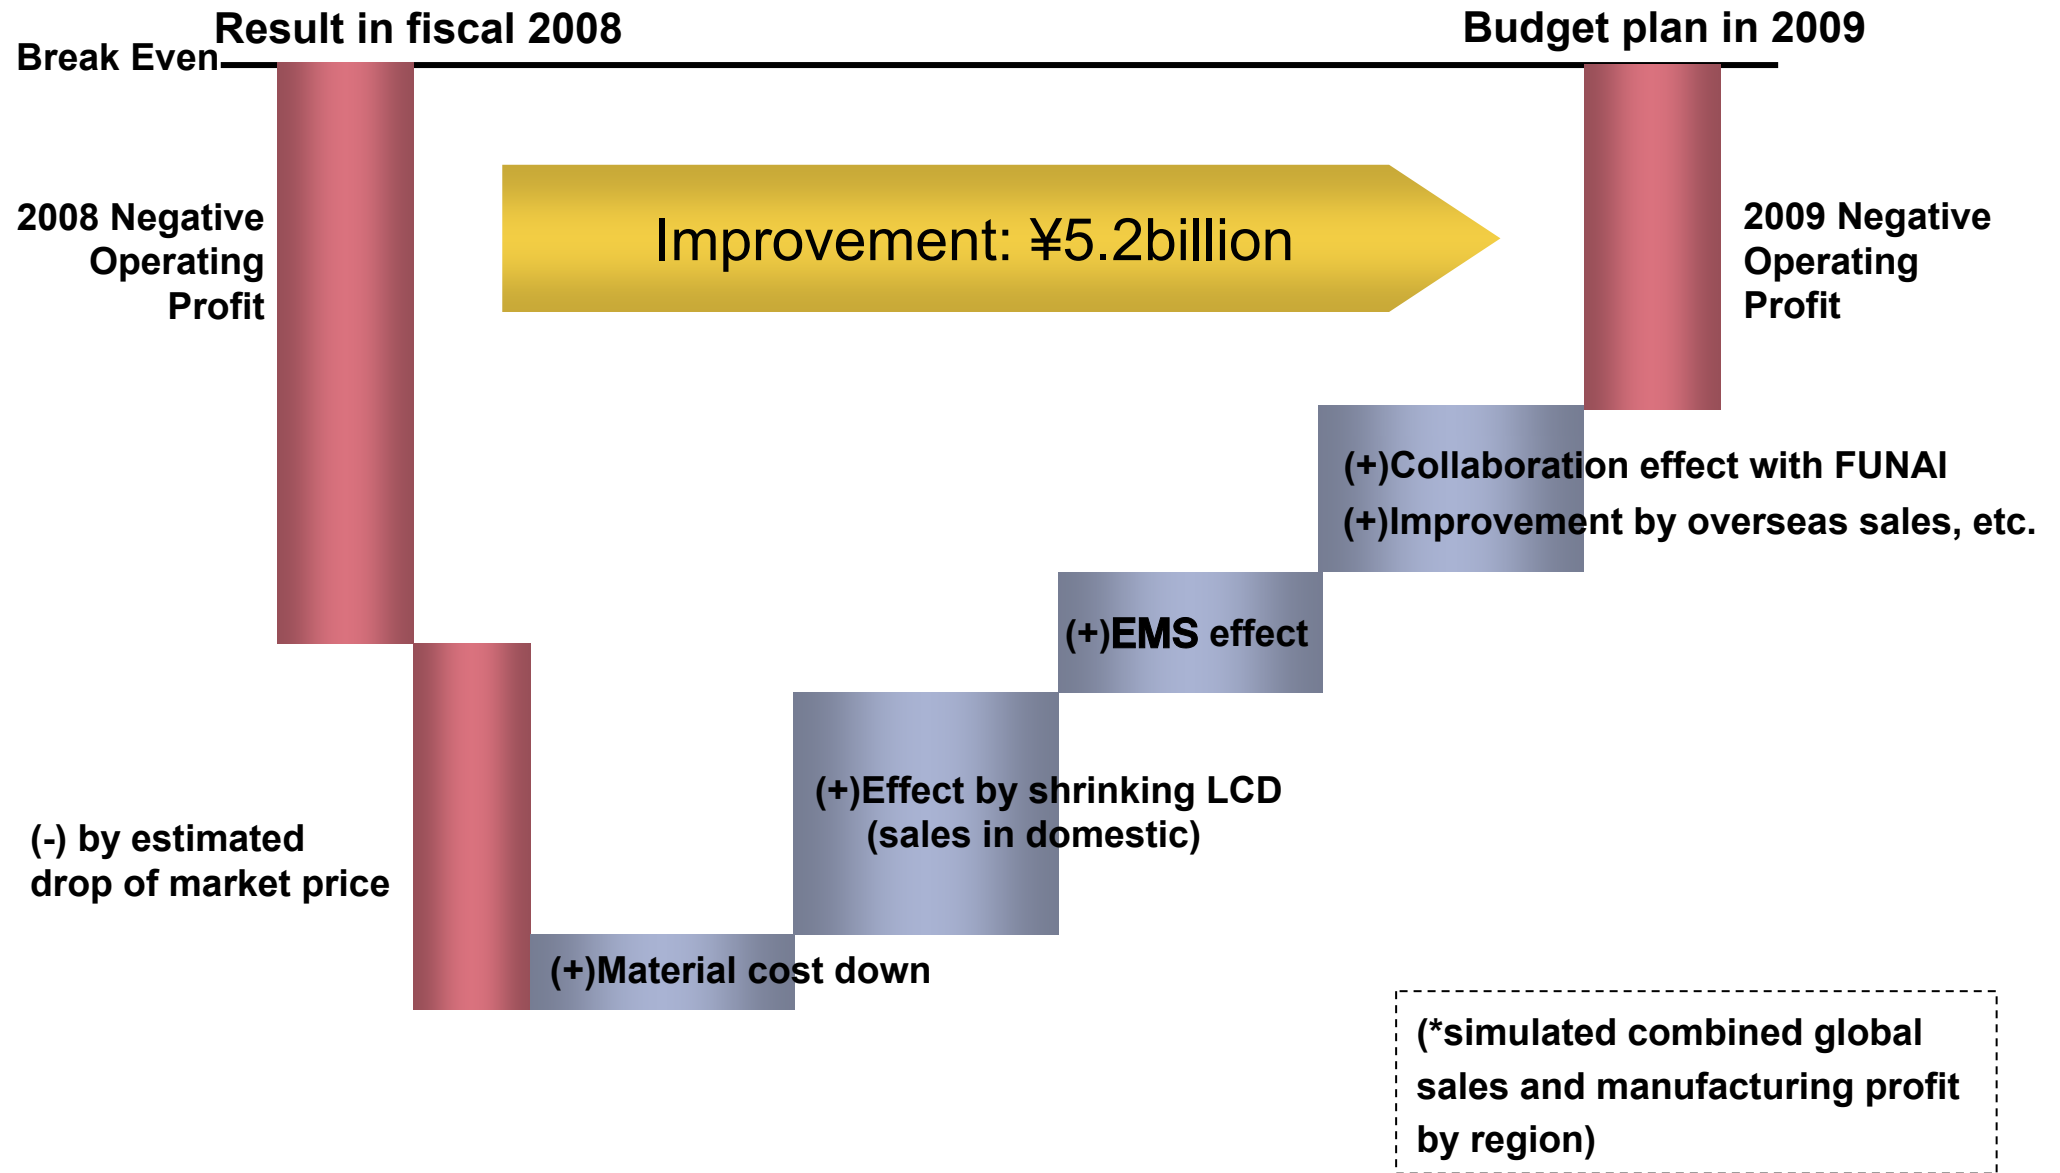 Result in fiscal 2008
Budget plan in 2009
Break Even
2008 Negative
Operating
Profit
Improvement: ¥5.2billion
2009 Negative
Operating
Profit
(+)Collaboration effect with FUNAI
(+)Improvement by overseas sales, etc.
(+)EMS effect
(+)Effect by shrinking LCD
(sales in domestic)
(-) by estimated
drop of market price
(+)Material cost down
(*simulated combined global
sales and manufacturing profit
by region)